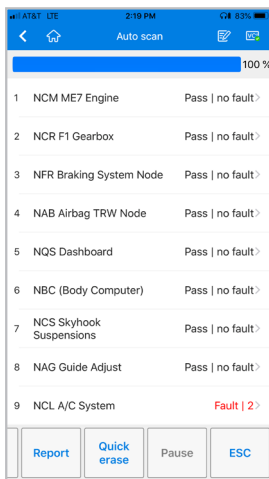 AT&T LTE 2:19 PM 83%
Auto scan
VCI
100 %
1 NCM ME7 Engine Pass | no fault
2 NCR F1 Gearbox Pass | no fault
3 NFR Braking System Node Pass | no fault
4 NAB Airbag TRW Node Pass | no fault
5 NQS Dashboard Pass | no fault
6 NBC (Body Computer) Pass | no fault
7 NCS Skyhook
Suspensions Pass | no fault
8 NAG Guide Adjust Pass | no fault
9 NCL A/C System Fault | 2
Report Quick
erase Pause ESC